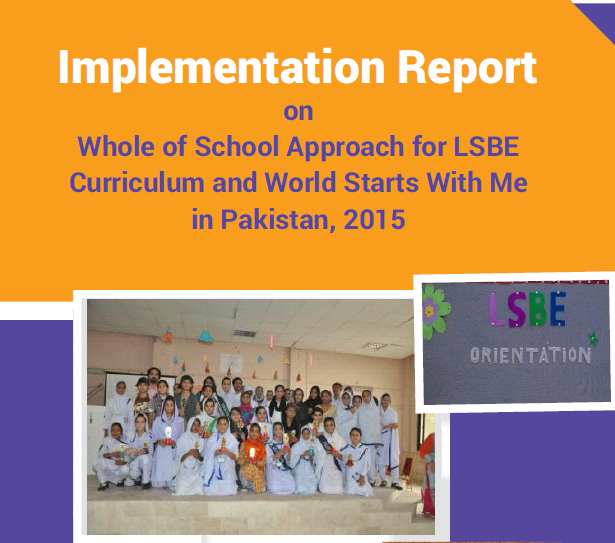 Implementation Report
on
Whole of School Approach for LSBE
Curriculum and World Starts With Me
in Pakistan, 2015
LSBE
ORIENTATION